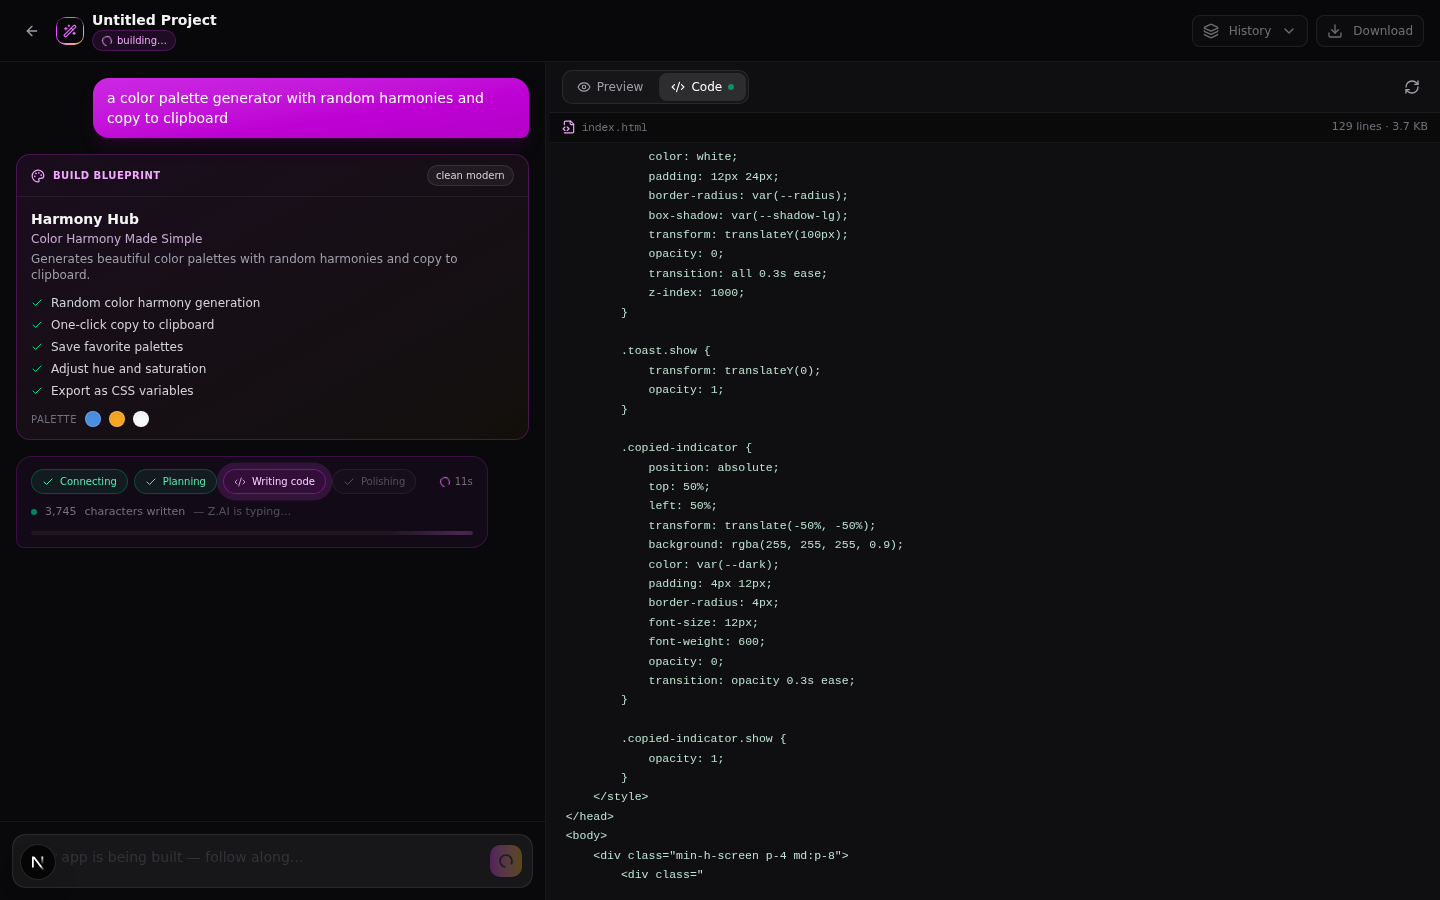 Untitled Project
building...
History
Download
a color palette generator with random harmonies and
copy to clipboard
BUILD BLUEPRINT
clean modern
Harmony Hub
Color Harmony Made Simple
Generates beautiful color palettes with random harmonies and copy to
clipboard.
Random color harmony generation
One-click copy to clipboard
Save favorite palettes
Adjust hue and saturation
Export as CSS variables
PALETTE
Connecting
Planning
Writing code
Polishing
11s
3,745 characters written — Z.AI is typing...
N
app is being built — follow along...
Preview
Code
index.html
129 lines · 3.7 KB
            color: white;
            padding: 12px 24px;
            border-radius: var(--radius);
            box-shadow: var(--shadow-lg);
            transform: translateY(100px);
            opacity: 0;
            transition: all 0.3s ease;
            z-index: 1000;
        }
        .toast.show {
            transform: translateY(0);
            opacity: 1;
        }
        .copied-indicator {
            position: absolute;
            top: 50%;
            left: 50%;
            transform: translate(-50%, -50%);
            background: rgba(255, 255, 255, 0.9);
            color: var(--dark);
            padding: 4px 12px;
            border-radius: 4px;
            font-size: 12px;
            font-weight: 600;
            opacity: 0;
            transition: opacity 0.3s ease;
        }
        .copied-indicator.show {
            opacity: 1;
        }
    </style>
</head>
<body>
    <div class="min-h-screen p-4 md:p-8">
        <div class="